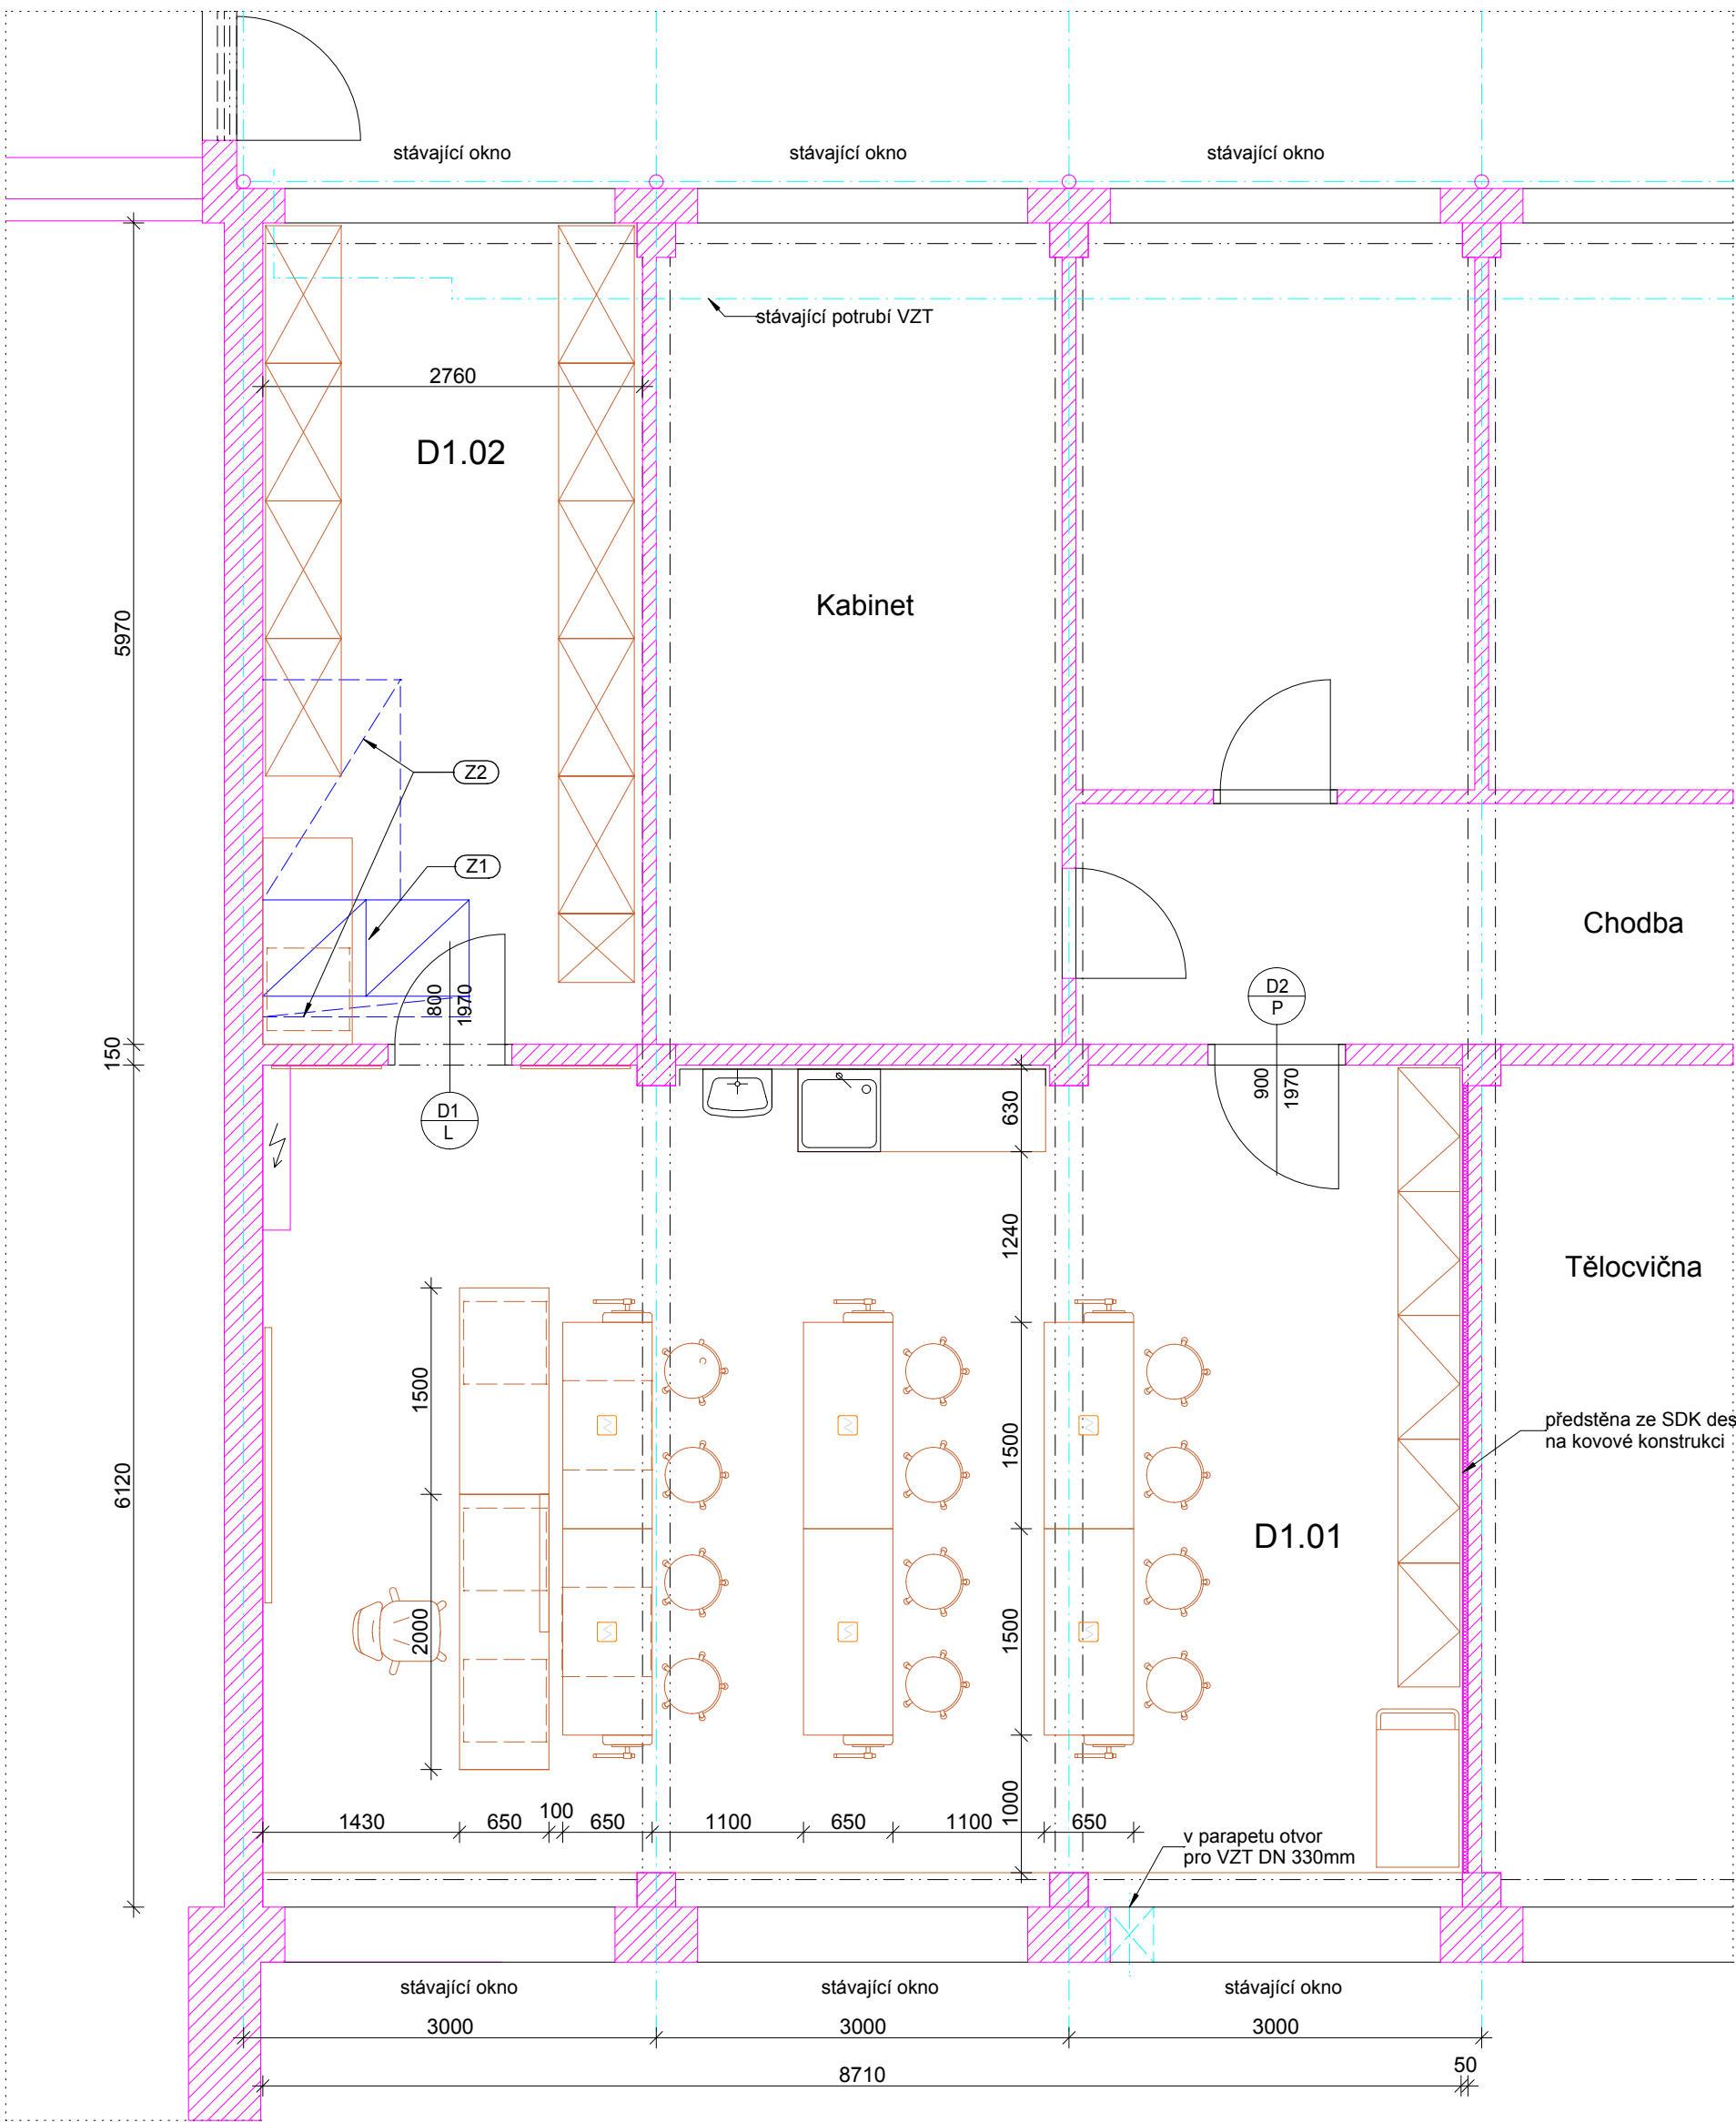 stávající okno
stávající okno
stávající okno
stávající potrubí VZT
2760
D1.02
Kabinet
5970
Z2
Z1
Chodba
800
1970
D2
P
150
D1
L
900
1970
630
1240
Tělocvična
1500
předstěna ze SDK des
na kovové konstrukci
1500
6120
D1.01
2000
1500
1000
1430
650
100
650
1100
650
1100
650
v parapetu otvor
pro VZT DN 330mm
stávající okno
stávající okno
stávající okno
3000
3000
3000
8710
50